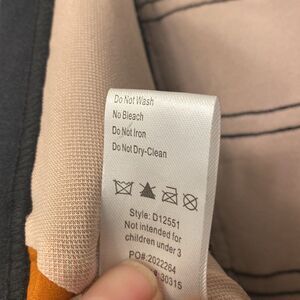 Do Not Wash
No Bleach
Do Not Iron
Do Not Dry-Clean
Style: D12551
Not intended for
children under 3
PO#:2022264
30315